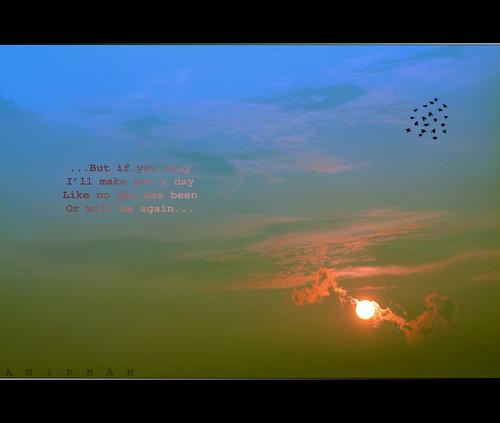 ...But if you stay
I'll make you a day
Like no day has been
Or will be again...
A N i R B A N